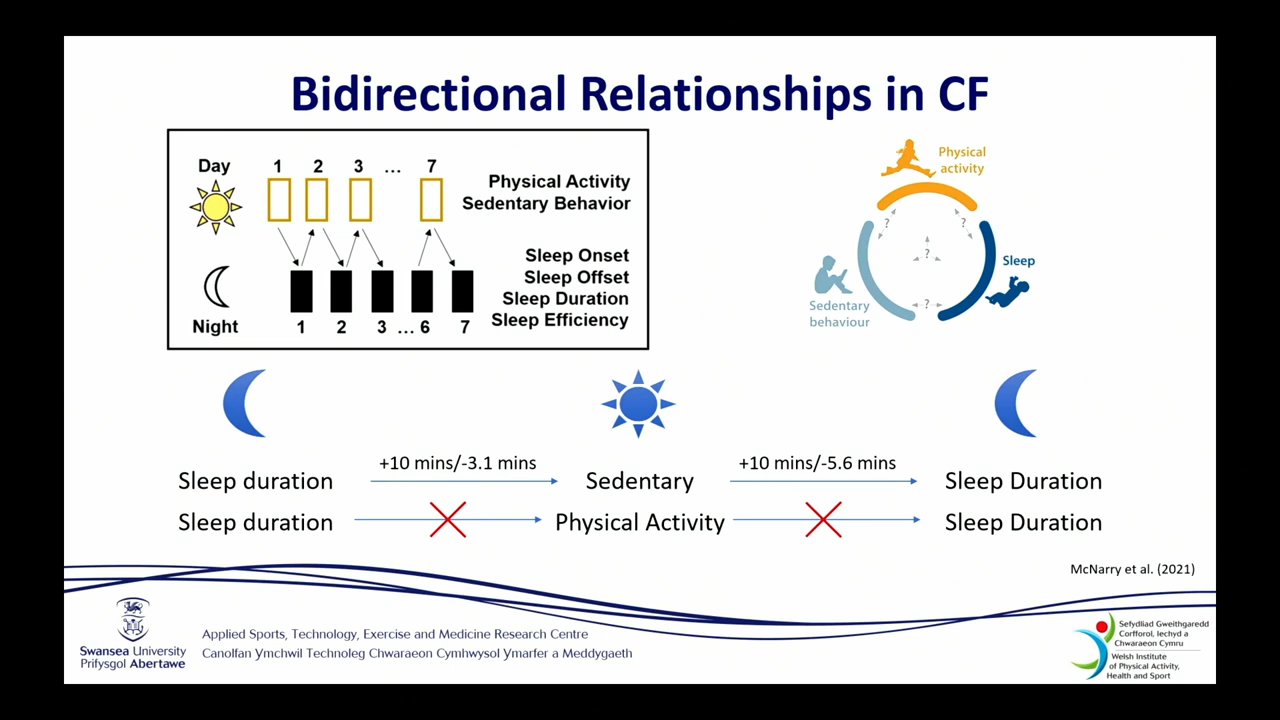 Bidirectional Relationships in CF
Day 1 2 3 ... 7
Physical Activity
Sedentary Behavior
Sleep Onset
Sleep Offset
Sleep Duration
Sleep Efficiency
Night 1 2 3 ... 6 7
Physical
activity
?
?
?
Sleep
Sedentary
behaviour
?
+10 mins/-3.1 mins
+10 mins/-5.6 mins
Sleep duration Sedentary Sleep Duration
Sleep duration Physical Activity Sleep Duration
McNarry et al. (2021)
Swansea University
Prifysgol Abertawe
Applied Sports, Technology, Exercise and Medicine Research Centre
Canolfan Ymchwil Technoleg Chwaraeon Cymhwysol Ymarfer a Meddygaeth
Sefydliad Gweithgaredd
Corfforol, Iechyd a
Chwaraeon Cymru
Welsh Institute
of Physical Activity,
Health and Sport